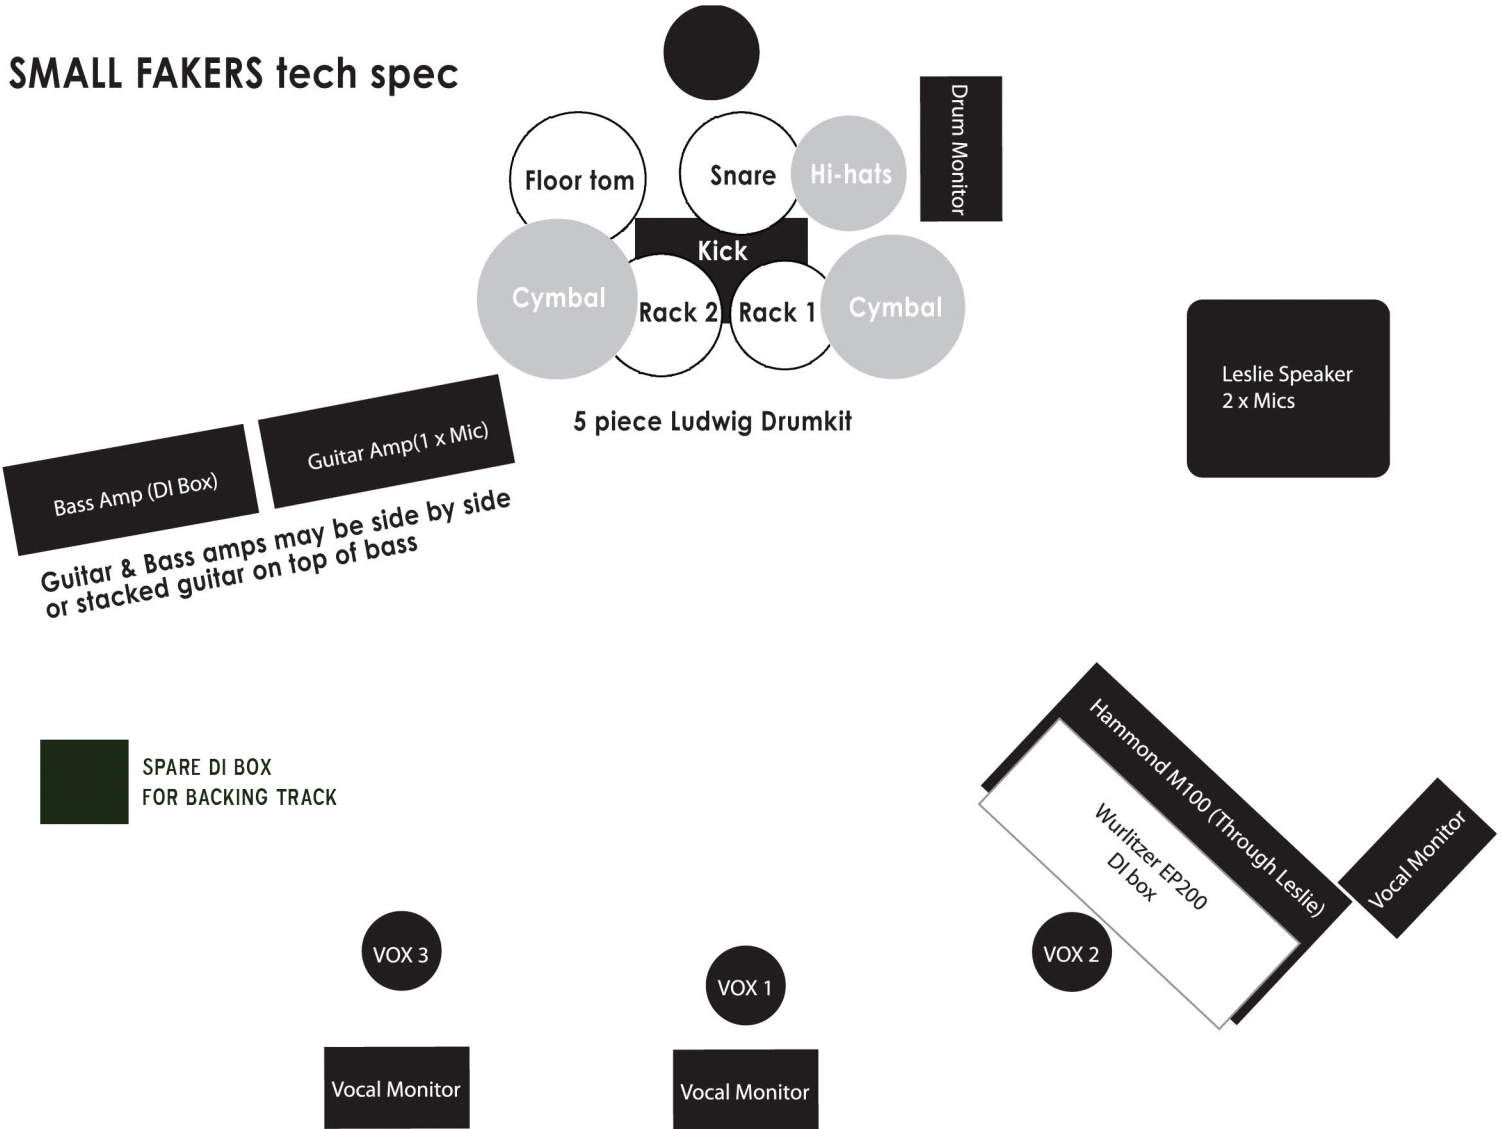 SMALL FAKERS tech spec
Drum Monitor
Floor tom
Snare
Hi-hats
Kick
Cymbal
Rack 2
Rack 1
Cymbal
5 piece Ludwig Drumkit
Leslie Speaker
2 x Mics
Bass Amp (DI Box)
Guitar Amp(1 x Mic)
Guitar & Bass amps may be side by side
or stacked guitar on top of bass
SPARE DI BOX
FOR BACKING TRACK
Hammond M100 (Through Leslie)
Wurlitzer EP200
DI box
Vocal Monitor
VOX 3
VOX 1
VOX 2
Vocal Monitor
Vocal Monitor